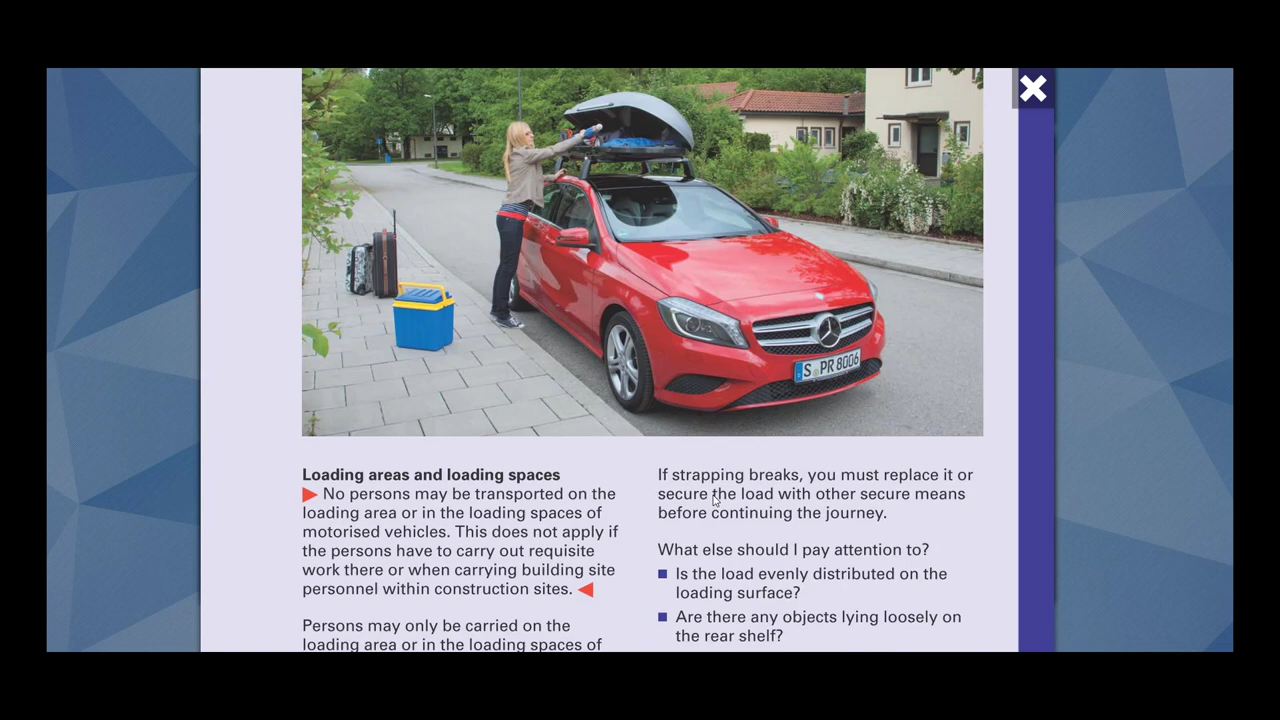 S PR 8006
Loading areas and loading spaces
▶ No persons may be transported on the
loading area or in the loading spaces of
motorised vehicles. This does not apply if
the persons have to carry out requisite
work there or when carrying building site
personnel within construction sites. ◀
Persons may only be carried on the
loading area or in the loading spaces of
If strapping breaks, you must replace it or
secure the load with other secure means
before continuing the journey.
What else should I pay attention to?
■ Is the load evenly distributed on the
loading surface?
■ Are there any objects lying loosely on
the rear shelf?